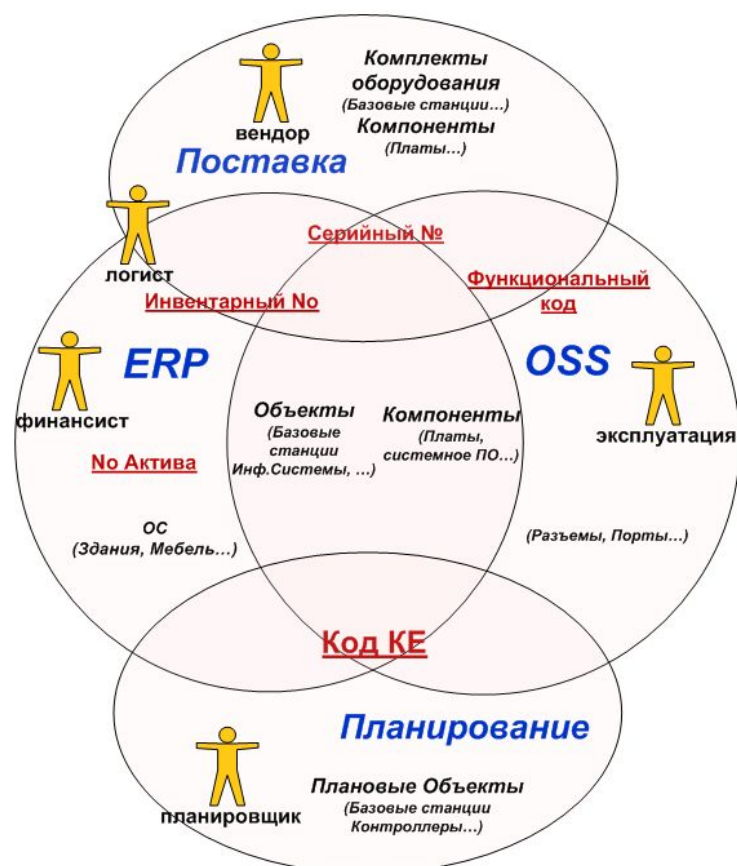 Комплекты
оборудования
(Базовые станции...)
Компоненты
(Платы...)
вендор
Поставка
Серийный №
логист
Инвентарный No
Функциональный
код
ERP
OSS
финансист
эксплуатация
Объекты
(Базовые
станции
Инф.Системы, ...)
Компоненты
(Платы,
системное ПО...)
No Актива
ОС
(Здания, Мебель...)
(Разъемы, Порты...)
Код КЕ
Планирование
планировщик
Плановые Объекты
(Базовые станции
Контроллеры...)